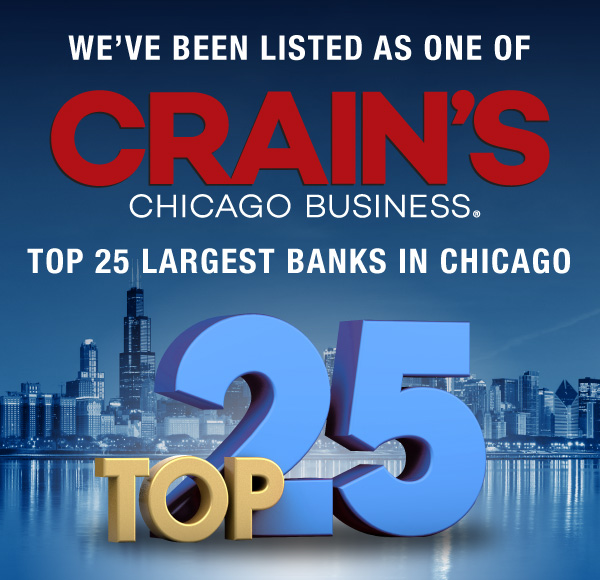 WE’VE BEEN LISTED AS ONE OF
CRAIN’S
CHICAGO BUSINESS®
TOP 25 LARGEST BANKS IN CHICAGO
25
TOP